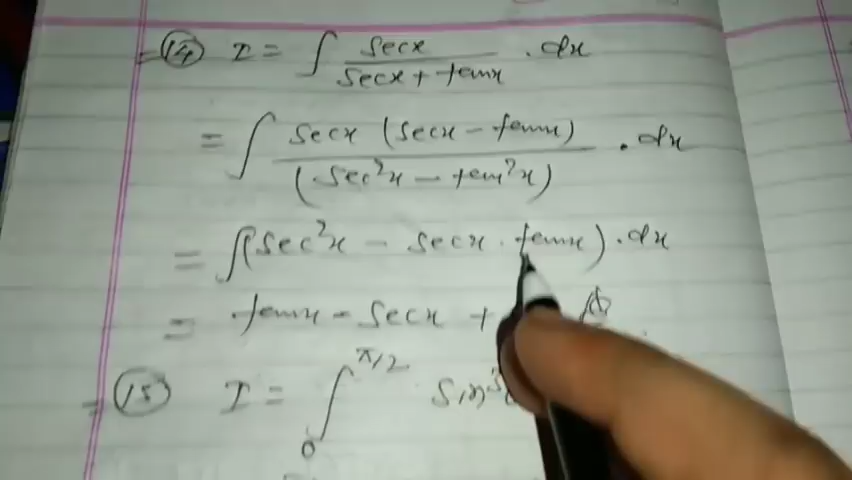 (14) I = ∫ secx / (secx + tanx) . dx
= ∫ secx (secx - tanx) / (sec²x - tan²x) . dx
= ∫(sec²x - secx . tanx) . dx
= tanx - secx +
(15) I = ∫₀^π/2 sin